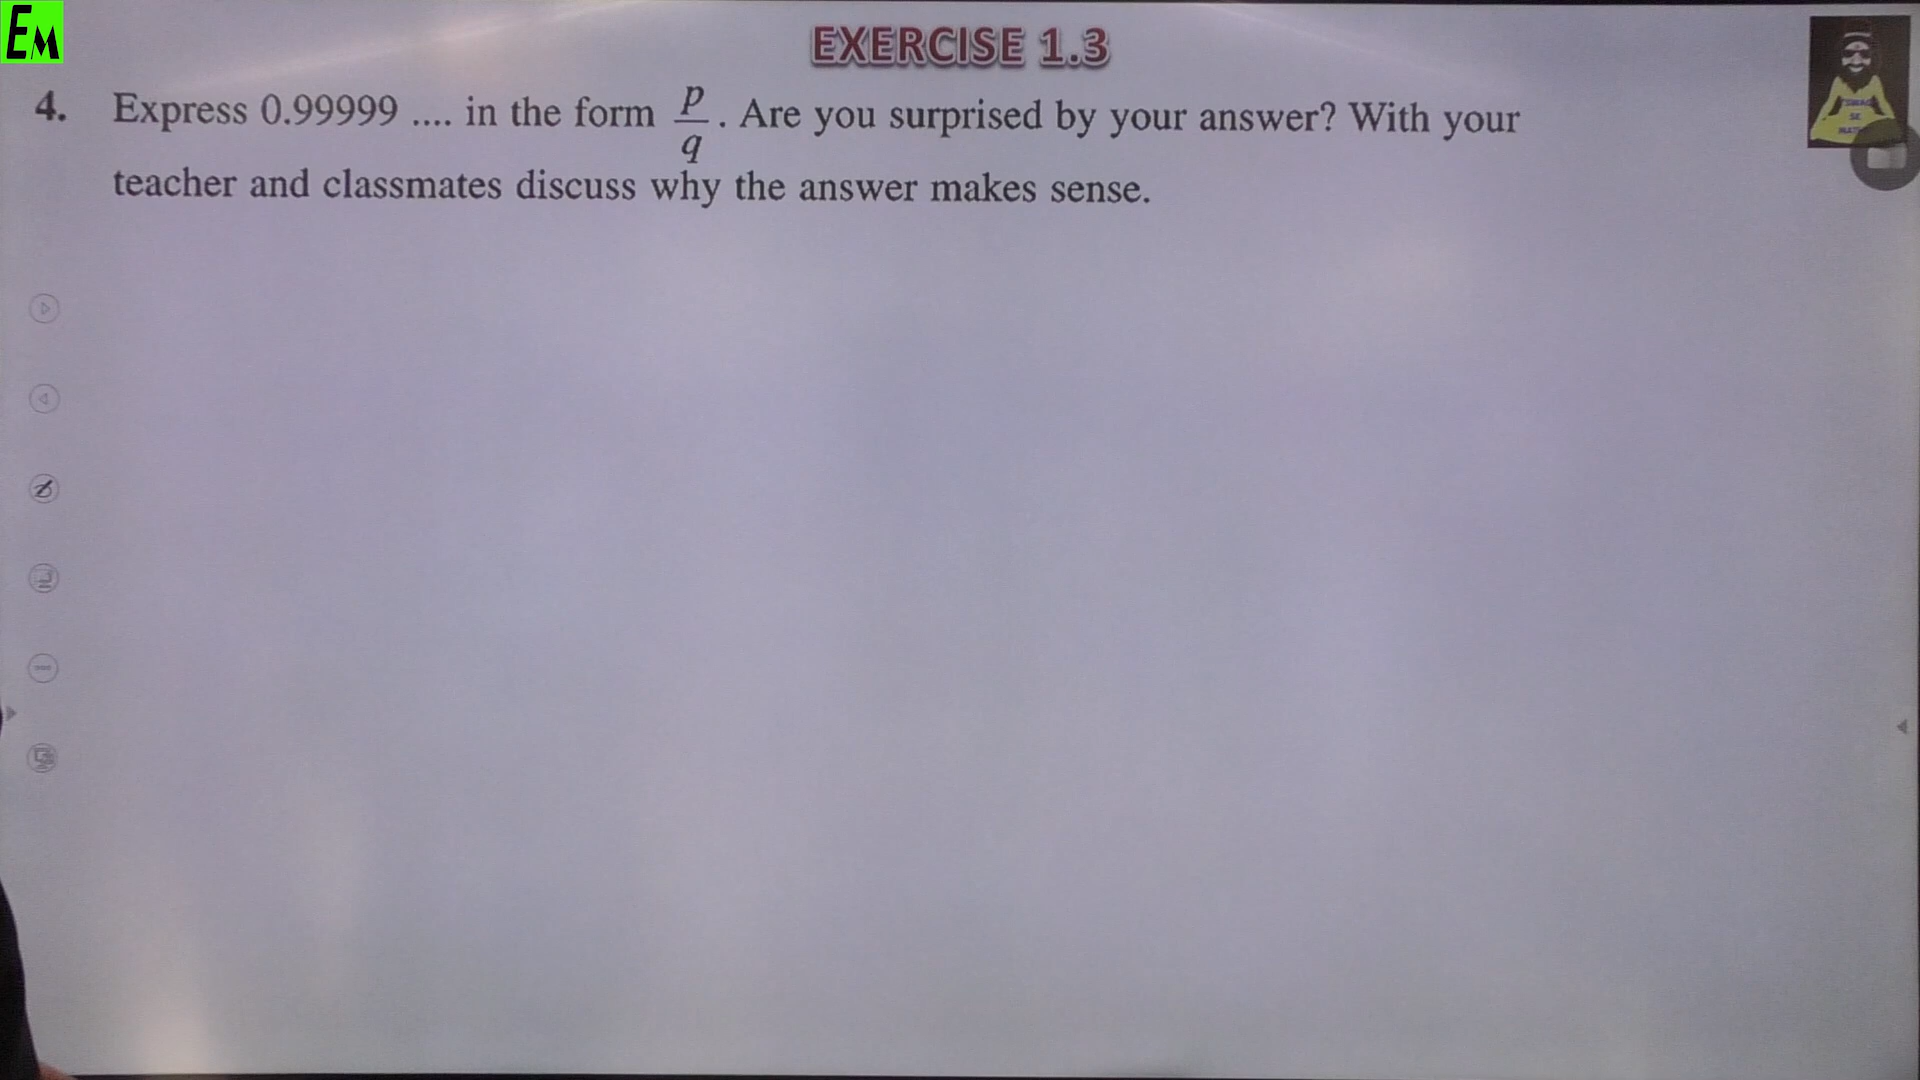 EM
EXERCISE 1.3
4. Express 0.99999 .... in the form p/q. Are you surprised by your answer? With your
teacher and classmates discuss why the answer makes sense.